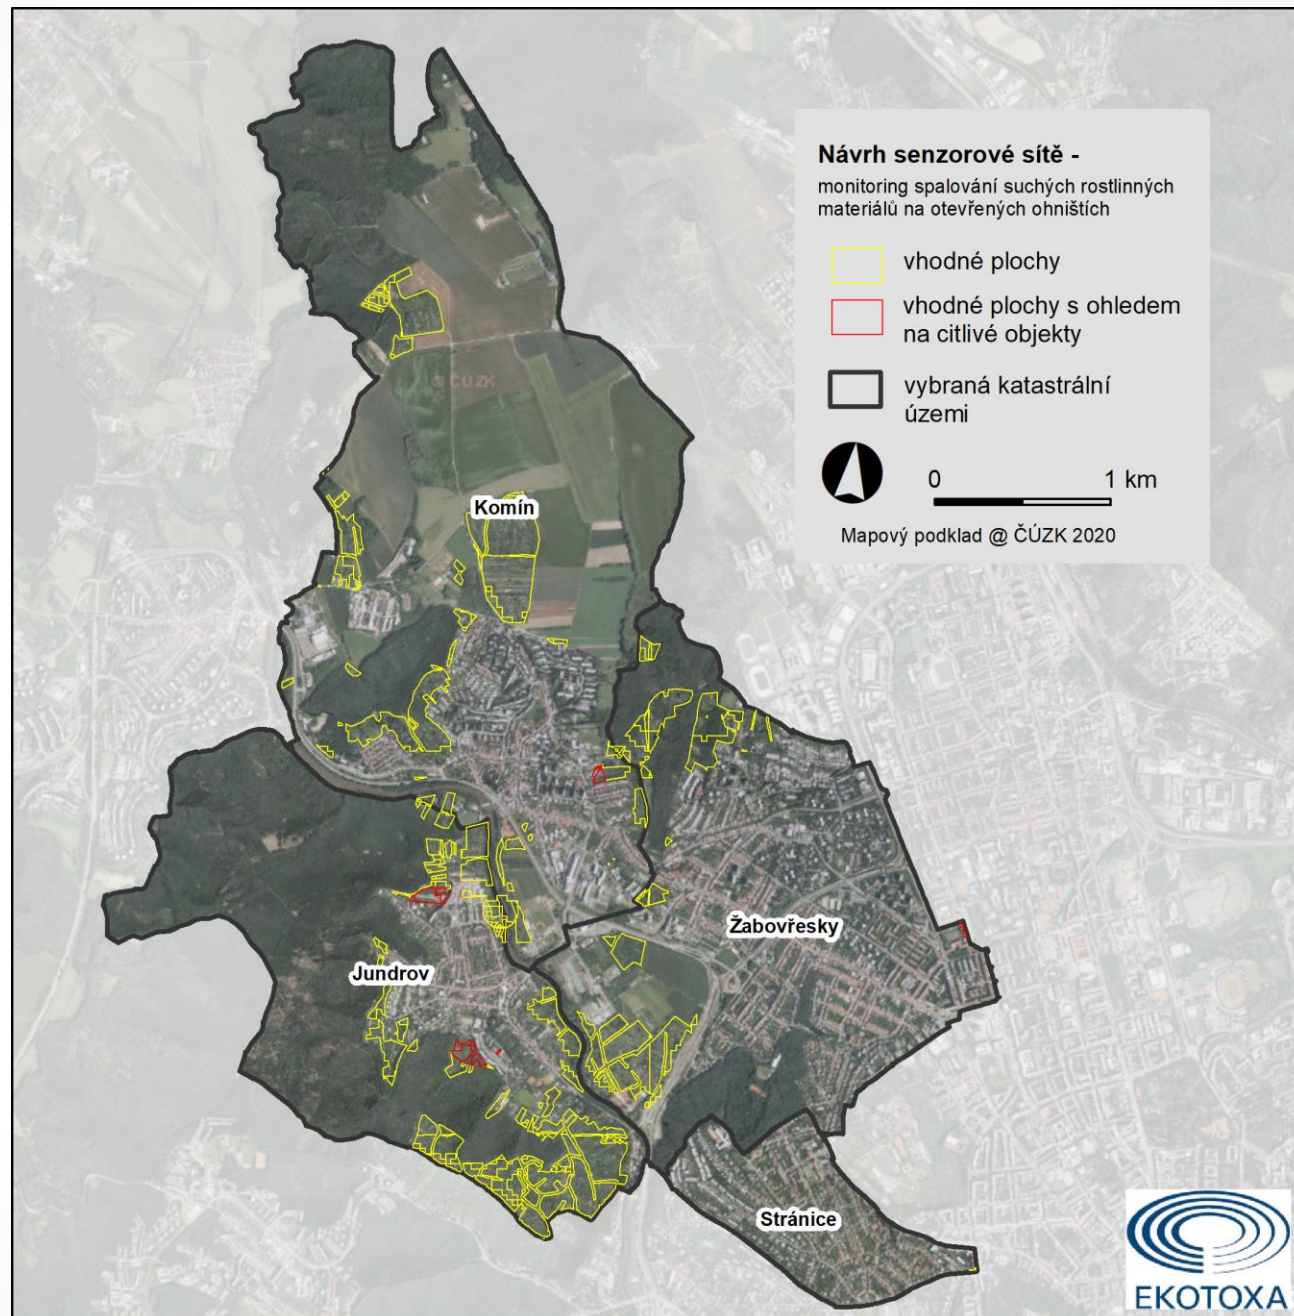 Návrh senzorové sítě -
monitoring spalování suchých rostlinných
materiálů na otevřených ohništích
vhodné plochy
vhodné plochy s ohledem
na citlivé objekty
vybraná katastrální
území
0 1 km
Mapový podklad @ ČÚZK 2020
@ ČÚZK
Komín
Žabovřesky
Jundrov
Stránice
EKOTOXA